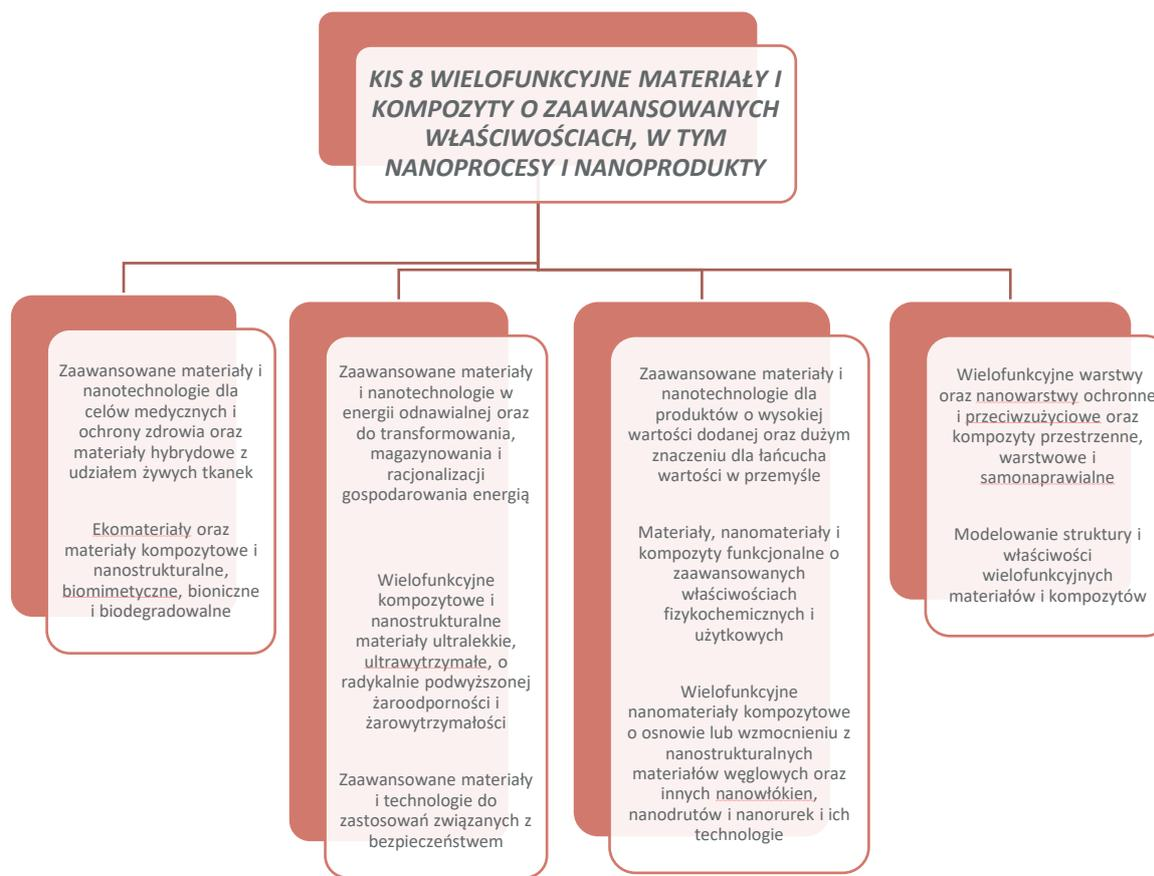 KIS 8 WIELOFUNKCYJNE MATERIAŁY I
KOMPOZYTY O ZAAWANSOWANYCH
WŁAŚCIWOŚCIACH, W TYM
NANOPROCESY I NANOPRODUKTY
Zaawansowane materiały i
nanotechnologie dla
celów medycznych i
ochrony zdrowia oraz
materiały hybrydowe z
udziałem żywych tkanek
Ekomateriały oraz
materiały kompozytowe i
nanostrukturalne,
biomimetyczne, bioniczne
i biodegradowalne
Zaawansowane materiały
i nanotechnologie w
energii odnawialnej oraz
do transformowania,
magazynowania i
racjonalizacji
gospodarowania energią
Wielofunkcyjne
kompozytowe i
nanostrukturalne
materiały ultralekkie,
ultrawytrzymałe, o
radykalnie podwyższonej
żaroodporności i
żarowytrzymałości
Zaawansowane materiały
i technologie do
zastosowań związanych z
bezpieczeństwem
Zaawansowane materiały i
nanotechnologie dla
produktów o wysokiej
wartości dodanej oraz dużym
znaczeniu dla łańcucha
wartości w przemyśle
Materiały, nanomateriały i
kompozyty funkcjonalne o
zaawansowanych
właściwościach
fizykochemicznych i
użytkowych
Wielofunkcyjne
nanomateriały kompozytowe
o osnowie lub wzmocnieniu z
nanostrukturalnych
materiałów węglowych oraz
innych nanowłókien,
nanodrutów i nanorurek i ich
technologie
Wielofunkcyjne warstwy
oraz nanowarstwy ochronne
i przeciwzużyciowe oraz
kompozyty przestrzenne,
warstwowe i
samonaprawialne
Modelowanie struktury i
właściwości
wielofunkcyjnych
materiałów i kompozytów